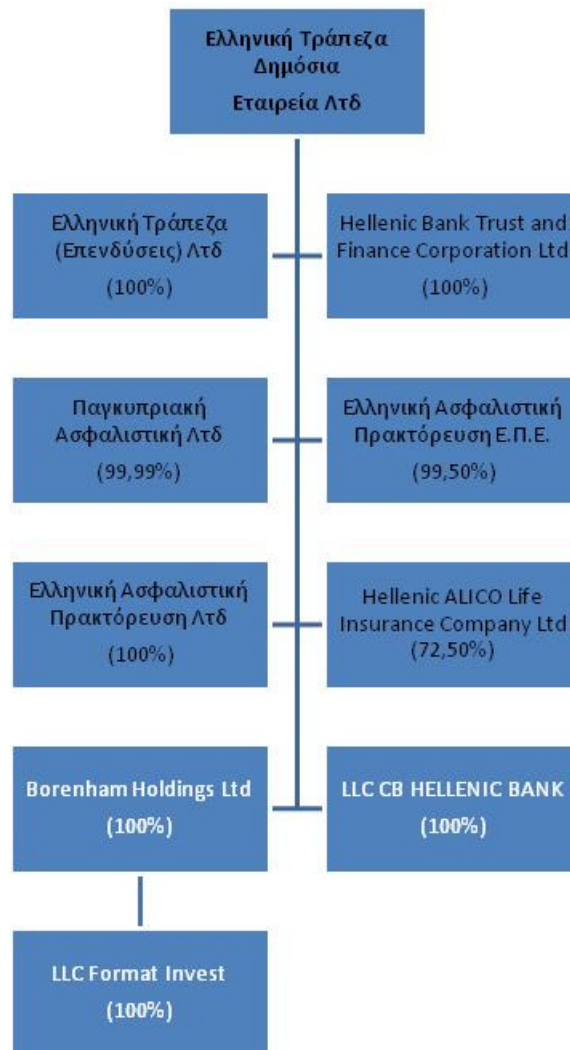 Ελληνική Τράπεζα
Δημόσια
Εταιρεία Λτδ
Ελληνική Τράπεζα
(Επενδύσεις) Λτδ
(100%)
Hellenic Bank Trust and
Finance Corporation Ltd
(100%)
Παγκυπριακή
Ασφαλιστική Λτδ
(99,99%)
Ελληνική Ασφαλιστική
Πρακτόρευση Ε.Π.Ε.
(99,50%)
Ελληνική Ασφαλιστική
Πρακτόρευση Λτδ
(100%)
Hellenic ALICO Life
Insurance Company Ltd
(72,50%)
Borenham Holdings Ltd
(100%)
LLC CB HELLENIC BANK
(100%)
LLC Format Invest
(100%)